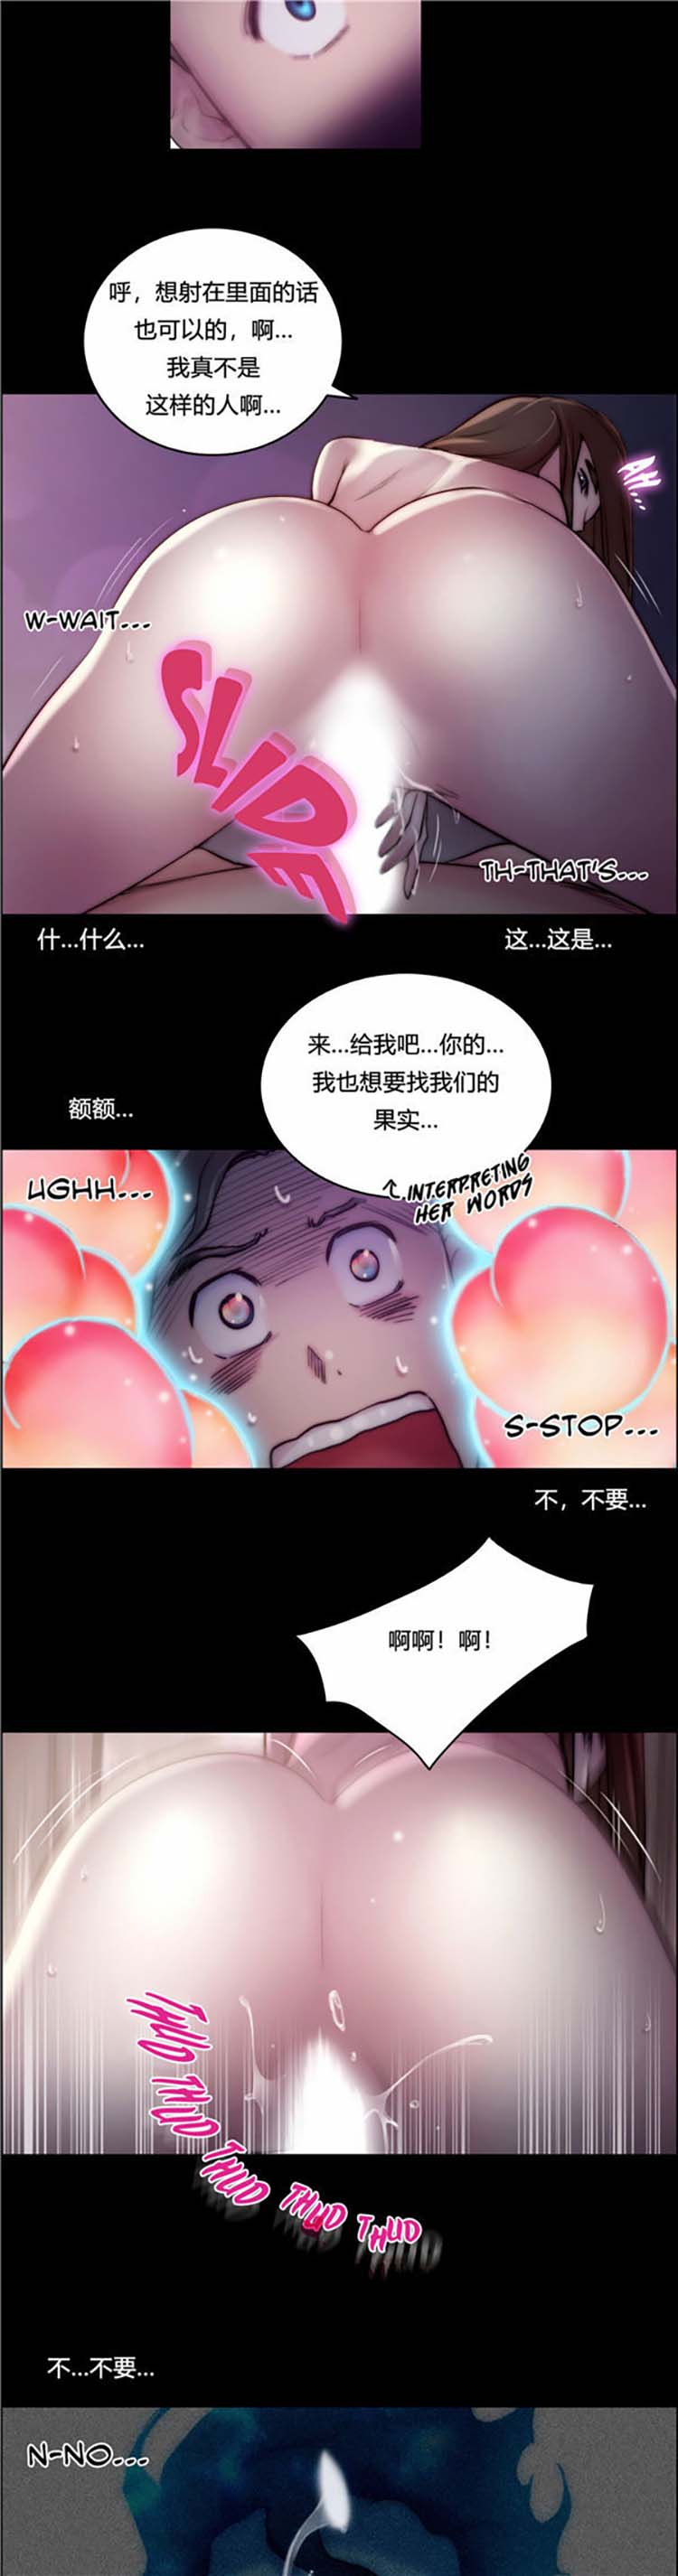 呼，想射在里面的话
也可以的，啊...
我真不是
这样的人啊...
AH...
W-WAIT...
SLIDE
TH-THAT'S...
什...什么...
这...这是...
来...给我吧...你的...
我也想要找我们的
果实...
额额...
UGHH...
INTERPRETING
HER WORDS
S-STOP...
不，不要...
啊啊！啊！
THUD THUD THUD THUD THUD
不...不要...
N-NO...